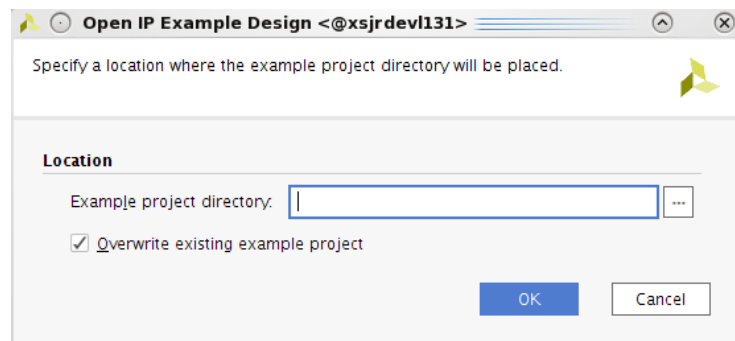 Open IP Example Design <@xsjrdevl131>
Specify a location where the example project directory will be placed.
Location
Example project directory: ...
Overwrite existing example project
OK Cancel